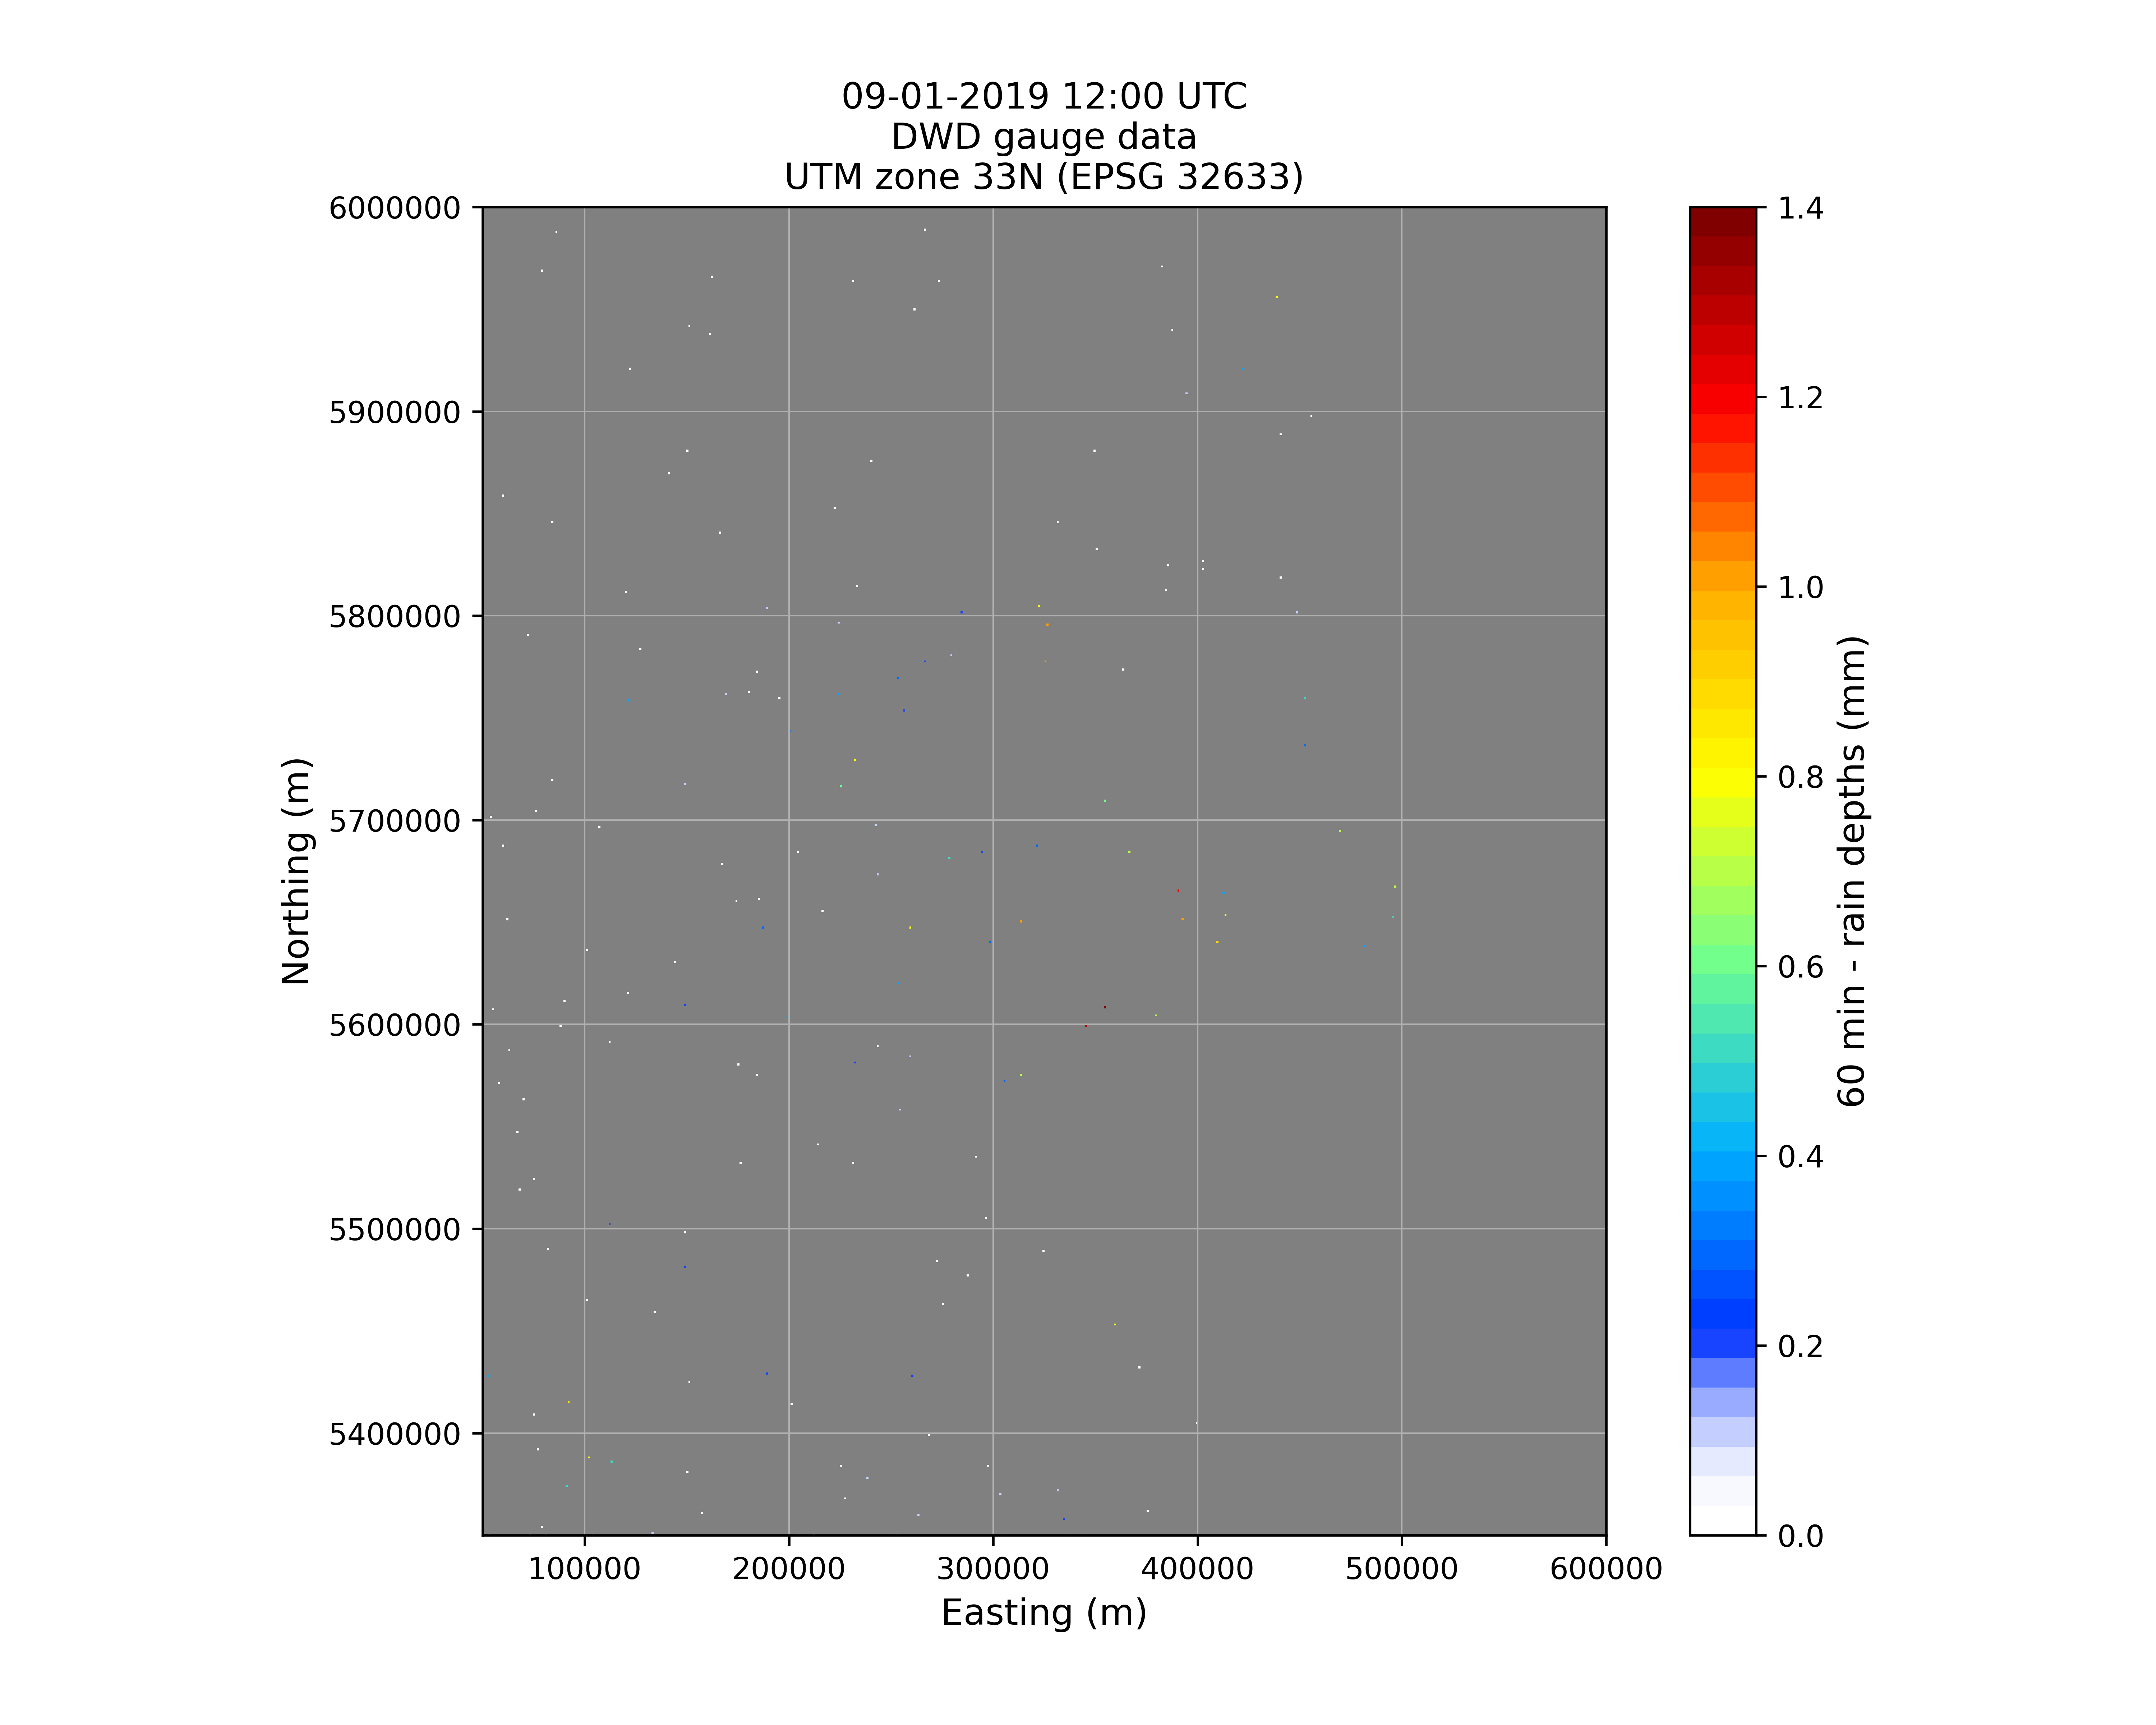 09-01-2019 12:00 UTC
DWD gauge data
UTM zone 33N (EPSG 32633)
6000000
5900000
5800000
5700000
5600000
5500000
5400000
Northing (m)
100000 200000 300000 400000 500000 600000
Easting (m)
1.4
1.2
1.0
0.8
0.6
0.4
0.2
0.0
60 min - rain depths (mm)